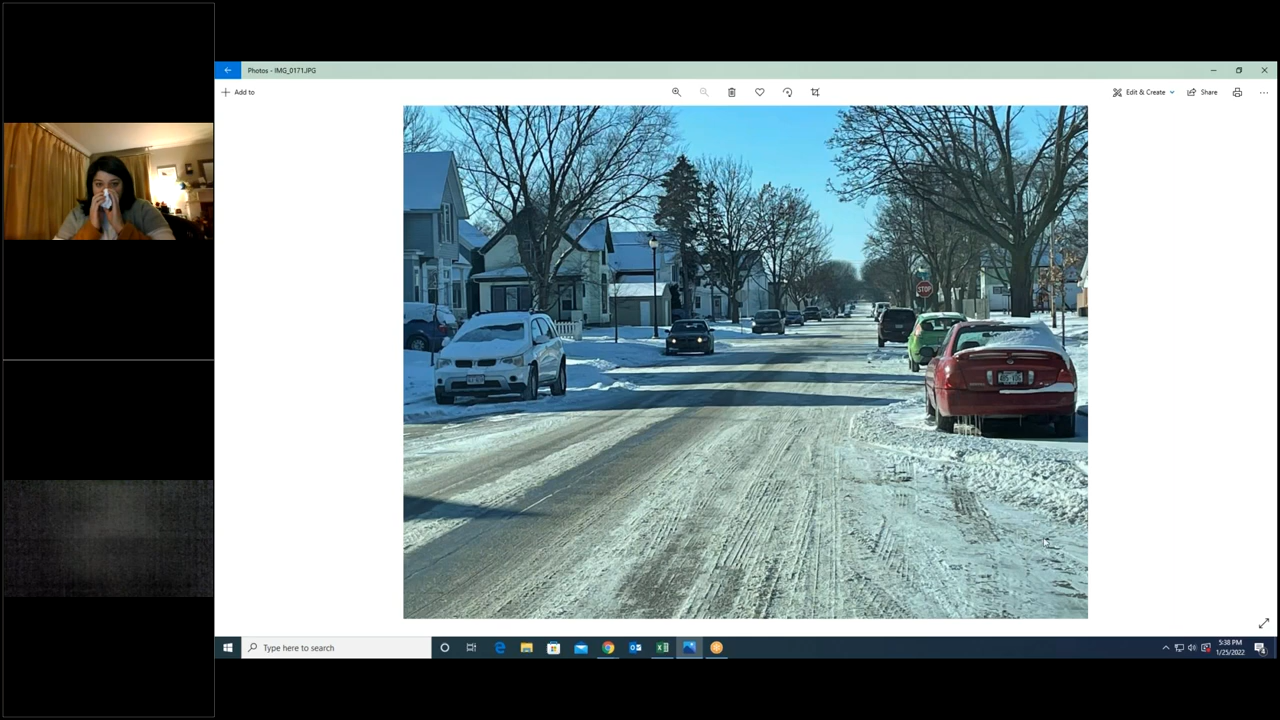 Photos - IMG_0171.JPG
Add to
Edit & Create
Share
STOP
Type here to search
5:38 PM
1/25/2022